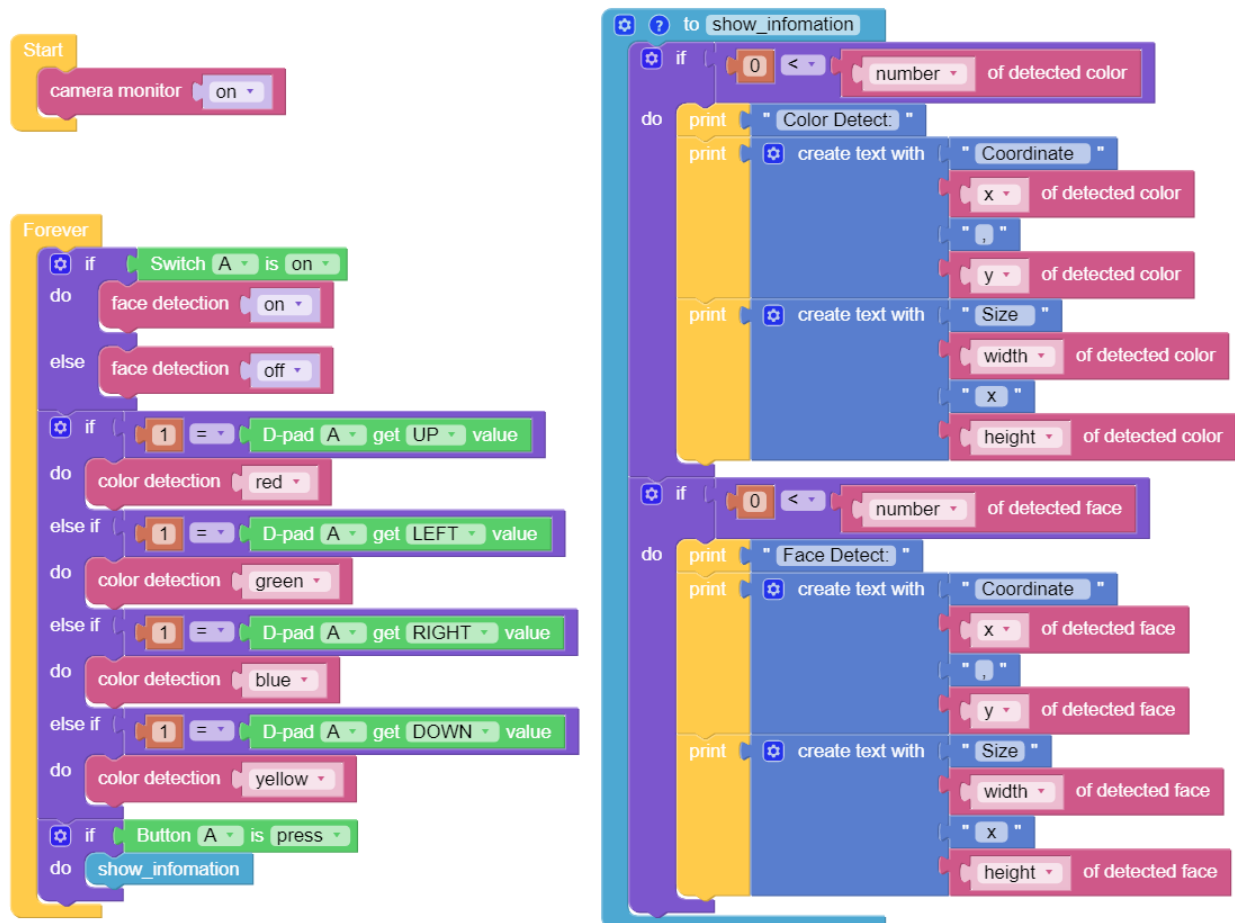 Start
camera monitor on
Forever
if Switch A is on
do face detection on
else face detection off
if 1 = D-pad A get UP value
do color detection red
else if 1 = D-pad A get LEFT value
do color detection green
else if 1 = D-pad A get RIGHT value
do color detection blue
else if 1 = D-pad A get DOWN value
do color detection yellow
if Button A is press
do show_infomation
? to show_infomation
if 0 < number of detected color
do print " Color Detect: "
print create text with " Coordinate "
x of detected color
" , "
y of detected color
print create text with " Size "
width of detected color
" x "
height of detected color
if 0 < number of detected face
do print " Face Detect: "
print create text with " Coordinate "
x of detected face
" , "
y of detected face
print create text with " Size "
width of detected face
" x "
height of detected face